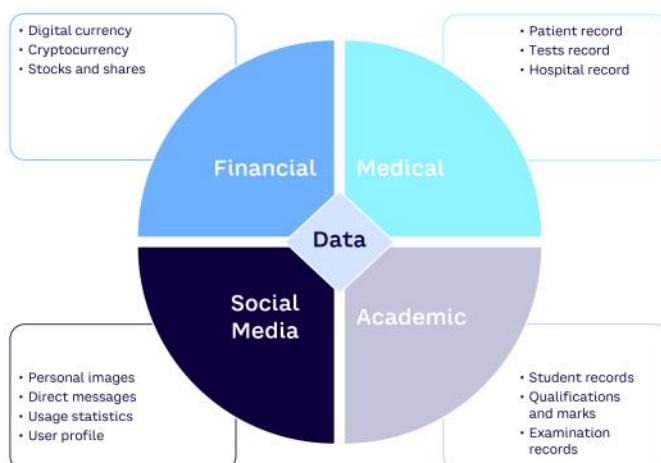 • Digital currency
• Cryptocurrency
• Stocks and shares
• Patient record
• Tests record
• Hospital record
Financial
Medical
Data
Social
Media
Academic
• Personal images
• Direct messages
• Usage statistics
• User profile
• Student records
• Qualifications
and marks
• Examination
records